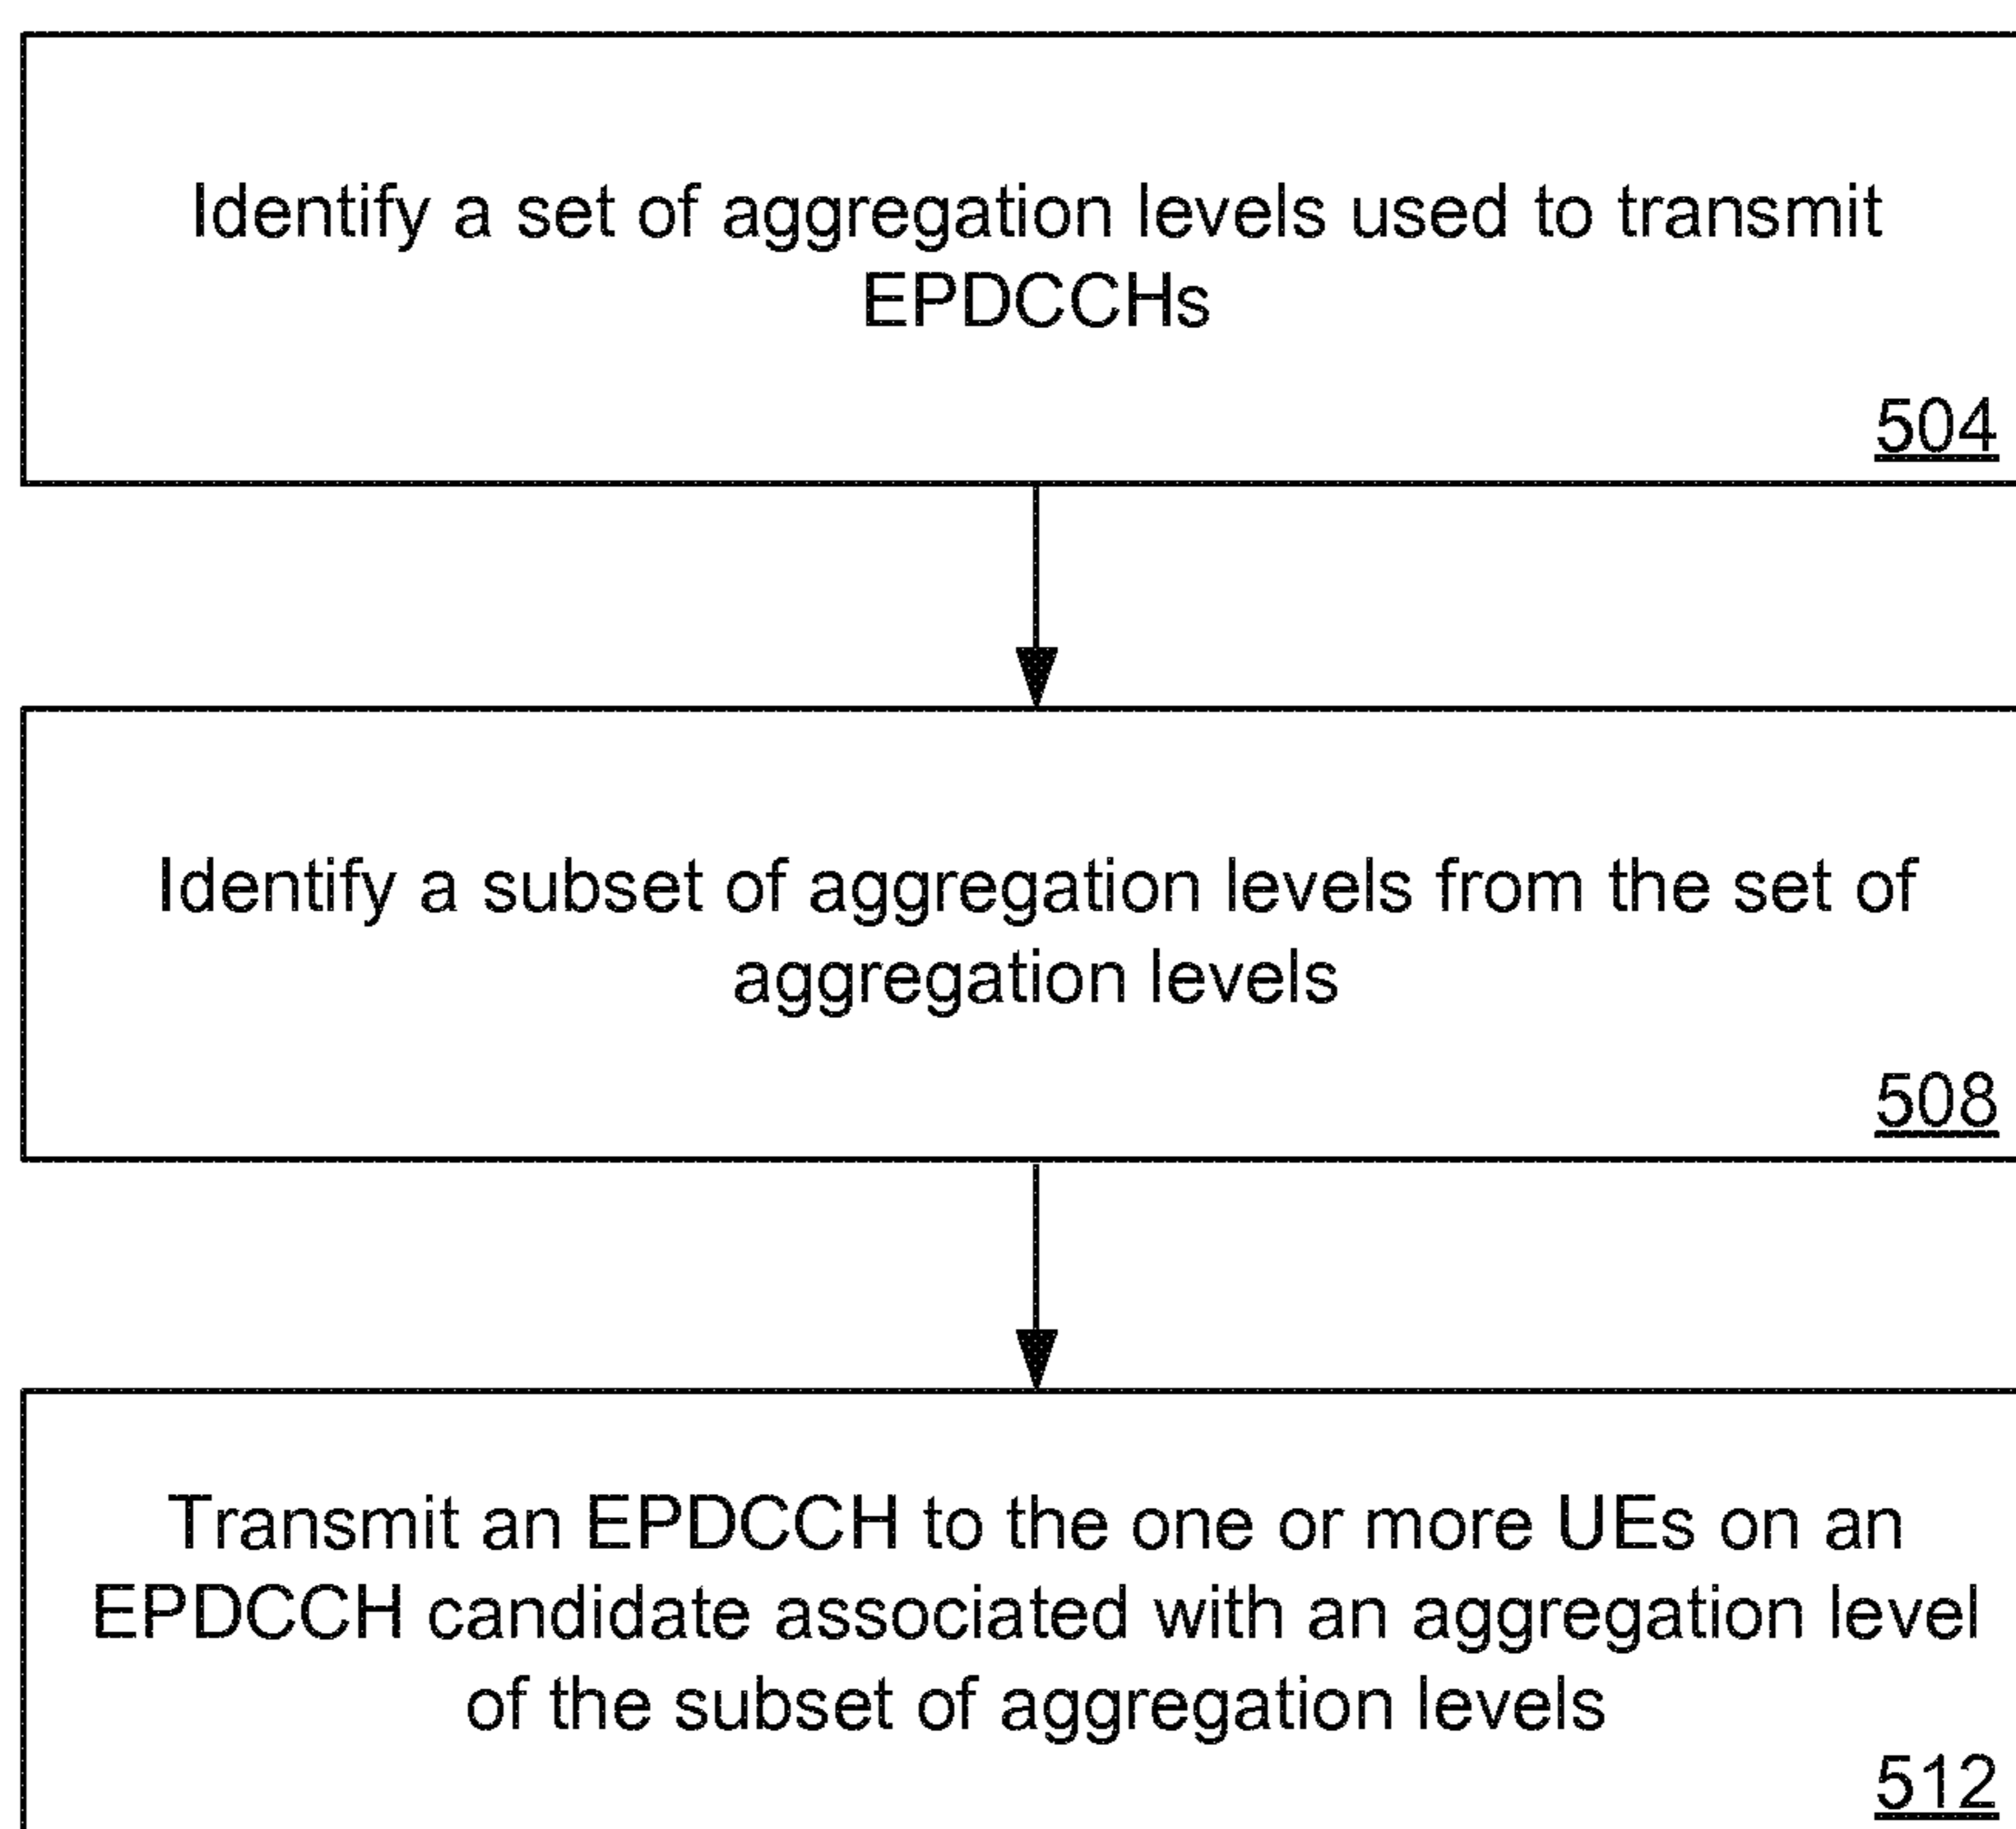 Identify a set of aggregation levels used to transmit
EPDCCHs
504
Identify a subset of aggregation levels from the set of
aggregation levels
508
Transmit an EPDCCH to the one or more UEs on an
EPDCCH candidate associated with an aggregation level
of the subset of aggregation levels
512